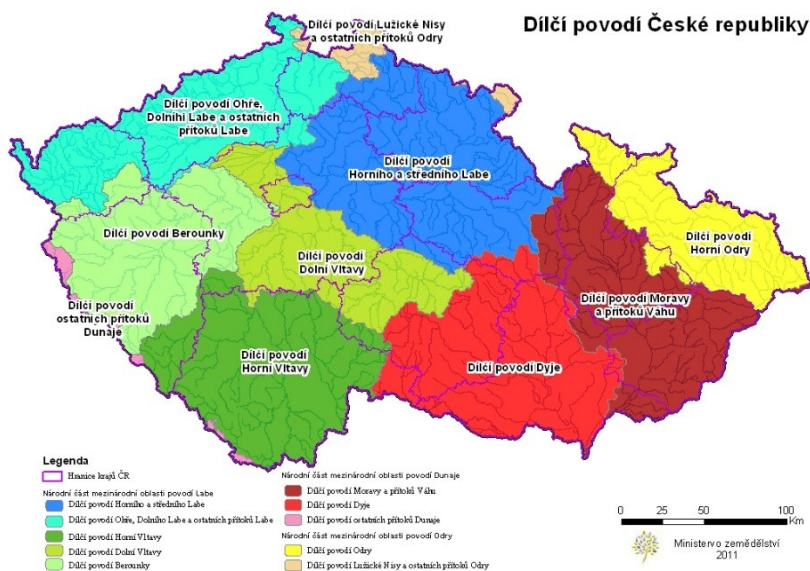 Dílčí povodí České republiky
Dílčí povodí Lužické Nisy
a ostatních přítoků Odry
Dílčí povodí Ohře,
Dolního Labe a ostatních
přítoků Labe
Dílčí povodí
Horního a středního Labe
Dílčí povodí Berounky
Dílčí povodí
Dolní Vltavy
Dílčí povodí
Horní Odry
Dílčí povodí
ostatních přítoků
Dunaje
Dílčí povodí Moravy
a přítoků Váhu
Dílčí povodí
Horní Vltavy
Dílčí povodí Dyje
Legenda
Hranice krajů ČR
Národní část mezinárodní oblasti povodí Labe
Dílčí povodí Horního a středního Labe
Dílčí povodí Ohře, Dolního Labe a ostatních přítoků Labe
Dílčí povodí Horní Vltavy
Dílčí povodí Dolní Vltavy
Dílčí povodí Berounky
Národní část mezinárodní oblasti povodí Dunaje
Dílčí povodí Moravy a přítoků Váhu
Dílčí povodí Dyje
Dílčí povodí ostatních přítoků Dunaje
Národní část mezinárodní oblasti povodí Odry
Dílčí povodí Odry
Dílčí povodí Lužické Nisy a ostatních přítoků Odry
0 25 50 100
Km
Ministerstvo zemědělství
2011